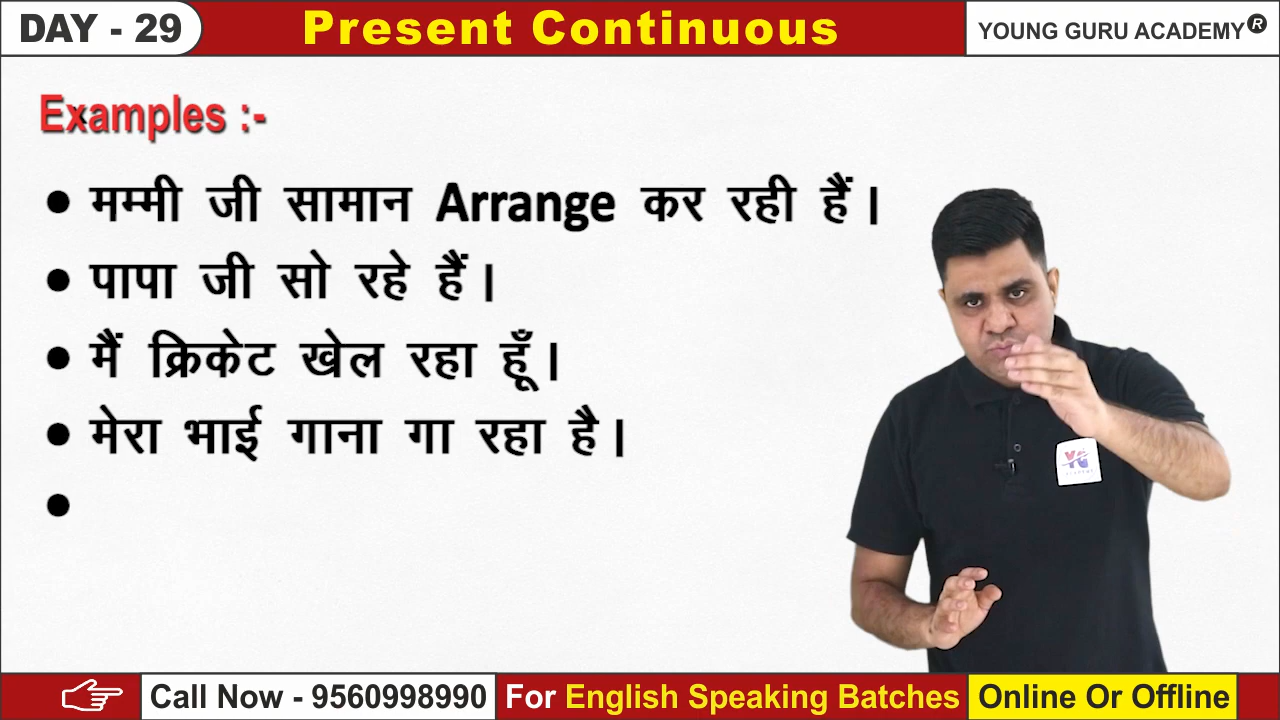 DAY - 29
Present Continuous
YOUNG GURU ACADEMY®
Examples :-
• मम्मी जी सामान Arrange कर रही हैं।
• पापा जी सो रहे हैं।
• मैं क्रिकेट खेल रहा हूँ।
• मेरा भाई गाना गा रहा है।
•
YG
Call Now - 9560998990 For English Speaking Batches Online Or Offline